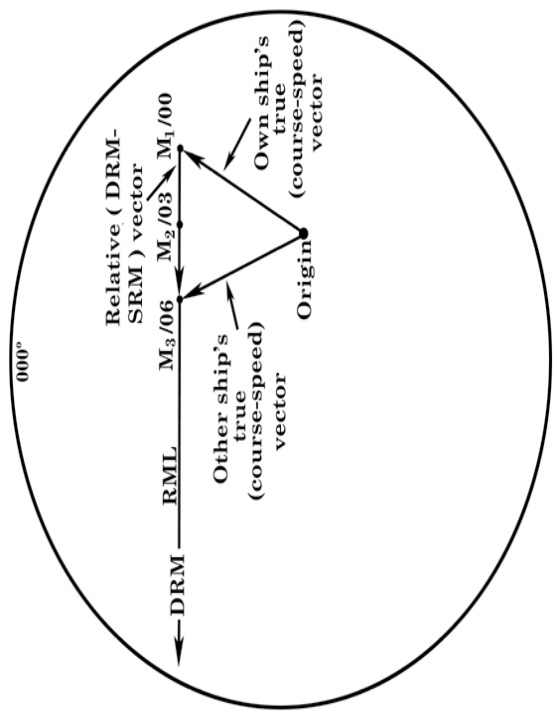 000°
Relative ( DRM-
SRM ) vector
M₁/00
M₂/03
M₃/06
RML
DRM
Own ship's
true
(course-speed)
vector
Other ship's
true
(course-speed)
vector
Origin